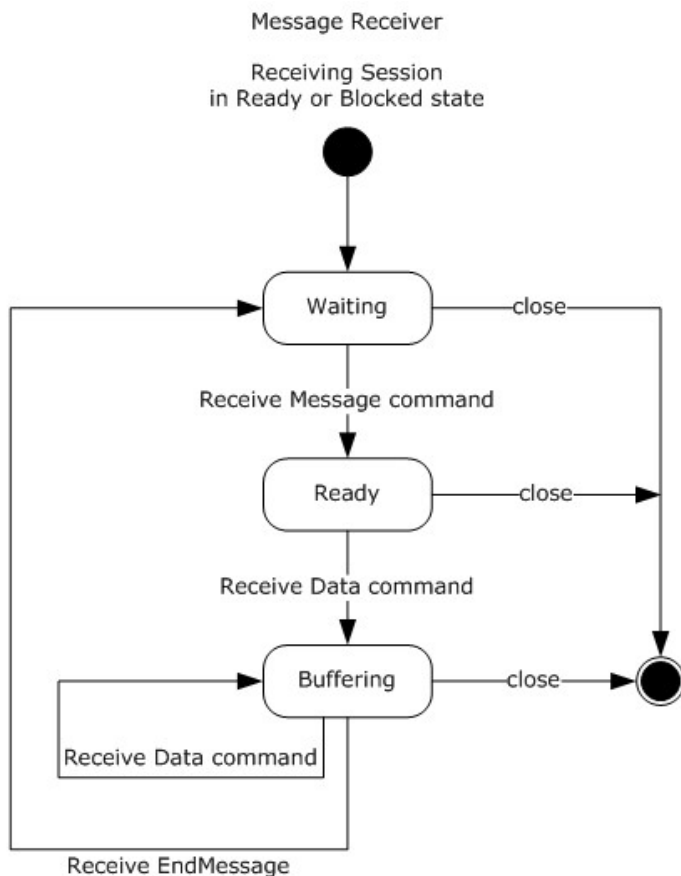 Message Receiver
Receiving Session
in Ready or Blocked state
Waiting
close
Receive Message command
Ready
close
Receive Data command
Buffering
close
Receive Data command
Receive EndMessage